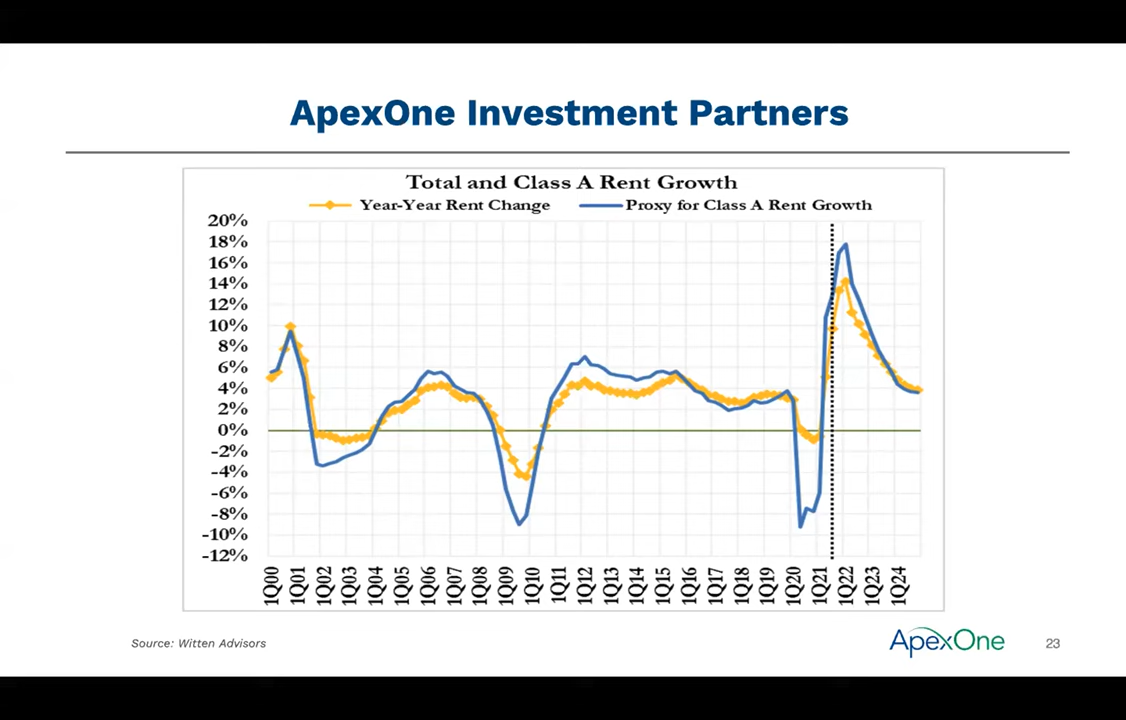 ApexOne Investment Partners
Total and Class A Rent Growth
Year-Year Rent Change
Proxy for Class A Rent Growth
20%
18%
16%
14%
12%
10%
8%
6%
4%
2%
0%
-2%
-4%
-6%
-8%
-10%
-12%
1Q00
1Q01
1Q02
1Q03
1Q04
1Q05
1Q06
1Q07
1Q08
1Q09
1Q10
1Q11
1Q12
1Q13
1Q14
1Q15
1Q16
1Q17
1Q18
1Q19
1Q20
1Q21
1Q22
1Q23
1Q24
Source: Witten Advisors
ApexOne
23